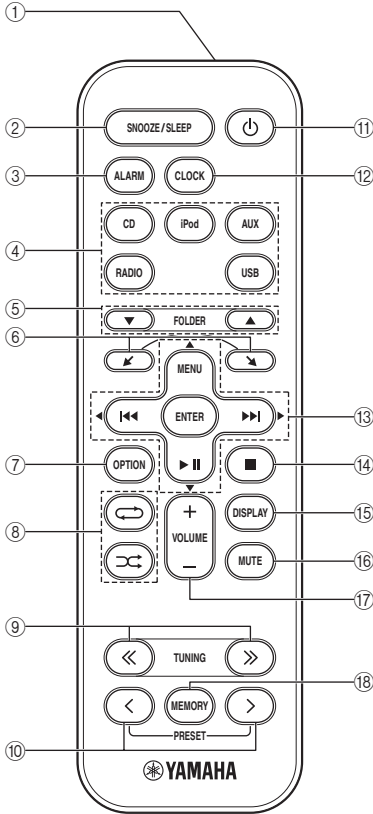 ①
② SNOOZE/SLEEP ⑪
③ ALARM CLOCK ⑫
④ CD iPod AUX
RADIO USB
⑤ FOLDER
⑥
MENU
ENTER ⑬
⑦ OPTION ⑭
⑧ + DISPLAY ⑮
VOLUME
– MUTE ⑯
⑰
⑨ TUNING
MEMORY ⑱
⑩ PRESET
YAMAHA